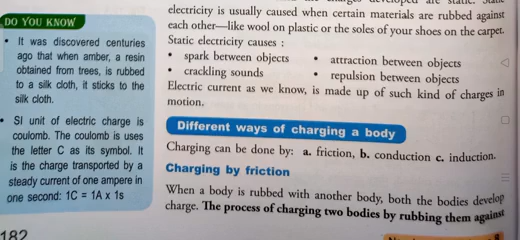 DO YOU KNOW
• It was discovered centuries
ago that when amber, a resin
obtained from trees, is rubbed
to a silk cloth, it sticks to the
silk cloth.
• SI unit of electric charge is
coulomb. The coulomb is uses
the letter C as its symbol. It
is the charge transported by a
steady current of one ampere in
one second: 1C = 1A x 1s
182
electricity is usually caused when certain materials are rubbed against
each other—like wool on plastic or the soles of your shoes on the carpet.
Static electricity causes :
• spark between objects • attraction between objects
• crackling sounds • repulsion between objects
Electric current as we know, is made up of such kind of charges in
motion.
Different ways of charging a body
Charging can be done by: a. friction, b. conduction c. induction.
Charging by friction
When a body is rubbed with another body, both the bodies develop
charge. The process of charging two bodies by rubbing them against